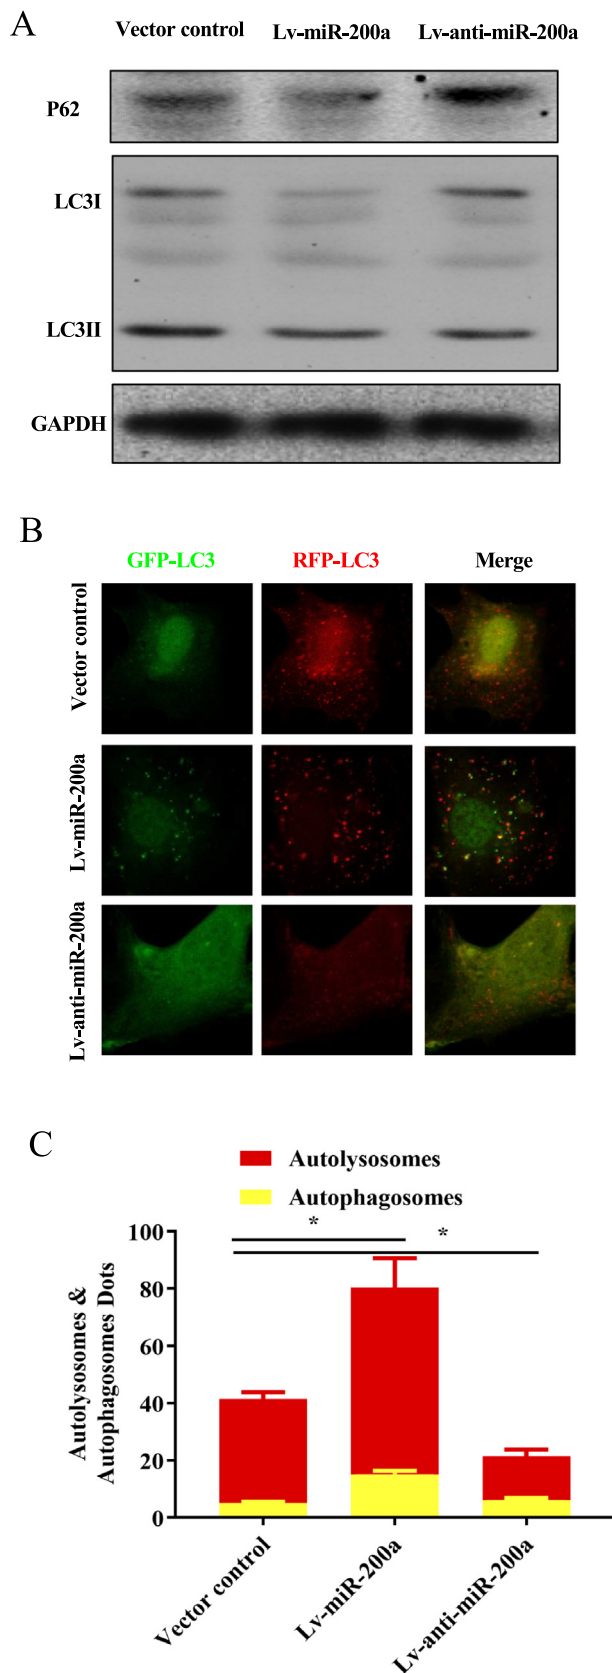 A
Vector control Lv-miR-200a Lv-anti-miR-200a
P62
LC3I
LC3II
GAPDH
B
GFP-LC3 RFP-LC3 Merge
Vector control
Lv-miR-200a
Lv-anti-miR-200a
C
Autolysosomes
Autophagosomes
* *
100
80
60
40
20
0
Autolysosomes &
Autophagosomes Dots
Vector control
Lv-miR-200a
Lv-anti-miR-200a